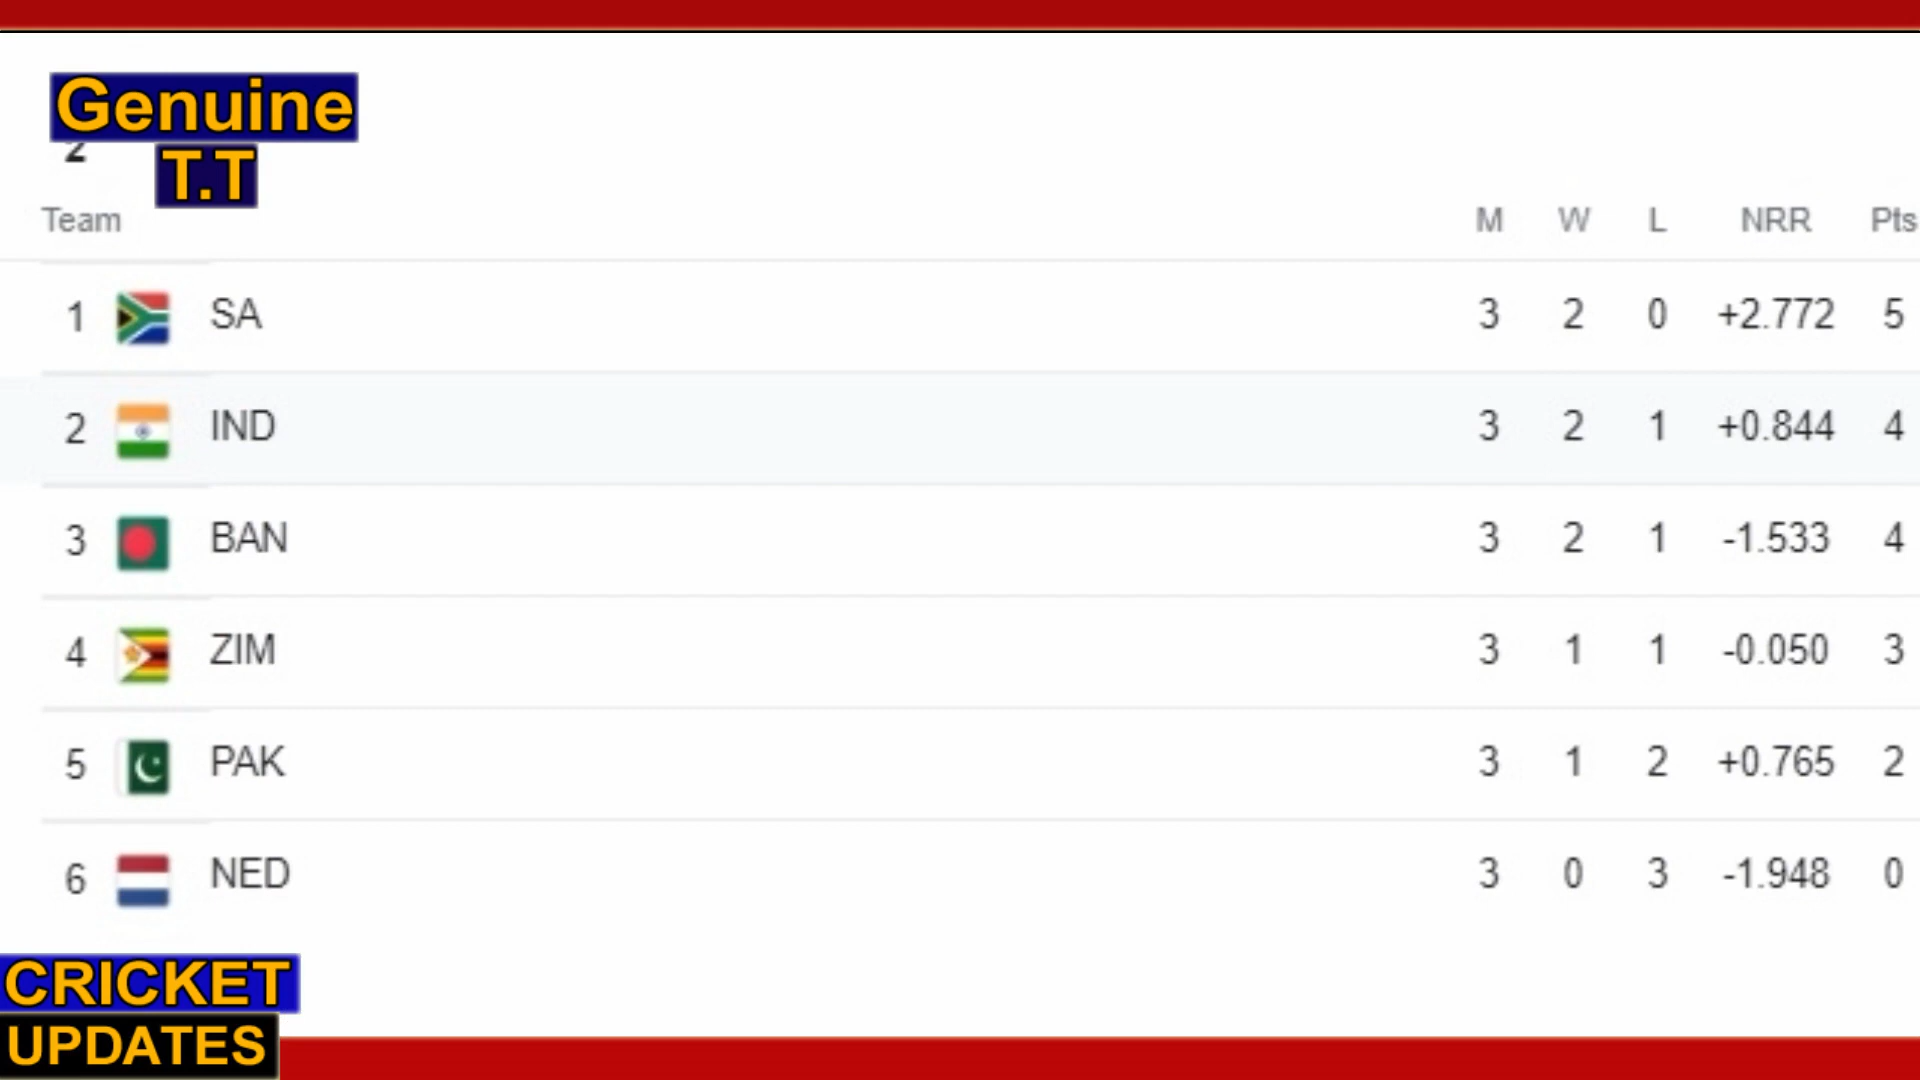 Genuine
T.T
2
Team M W L NRR Pts
1 SA 3 2 0 +2.772 5
2 IND 3 2 1 +0.844 4
3 BAN 3 2 1 -1.533 4
4 ZIM 3 1 1 -0.050 3
5 PAK 3 1 2 +0.765 2
6 NED 3 0 3 -1.948 0
CRICKET
UPDATES